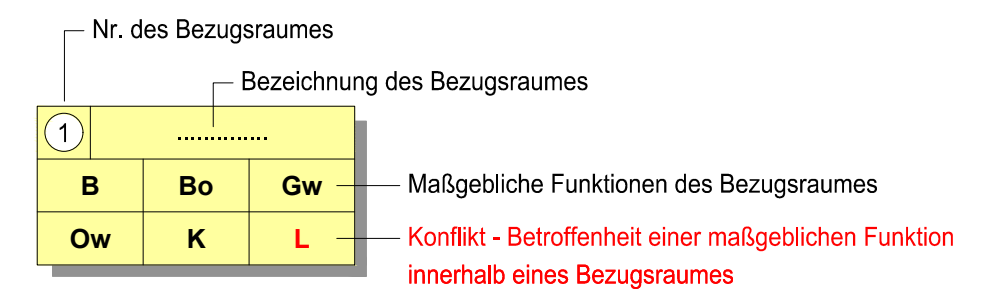 Nr. des Bezugsraumes
Bezeichnung des Bezugsraumes
1 ..............
B Bo Gw
Maßgebliche Funktionen des Bezugsraumes
Ow K L
Konflikt - Betroffenheit einer maßgeblichen Funktion
innerhalb eines Bezugsraumes